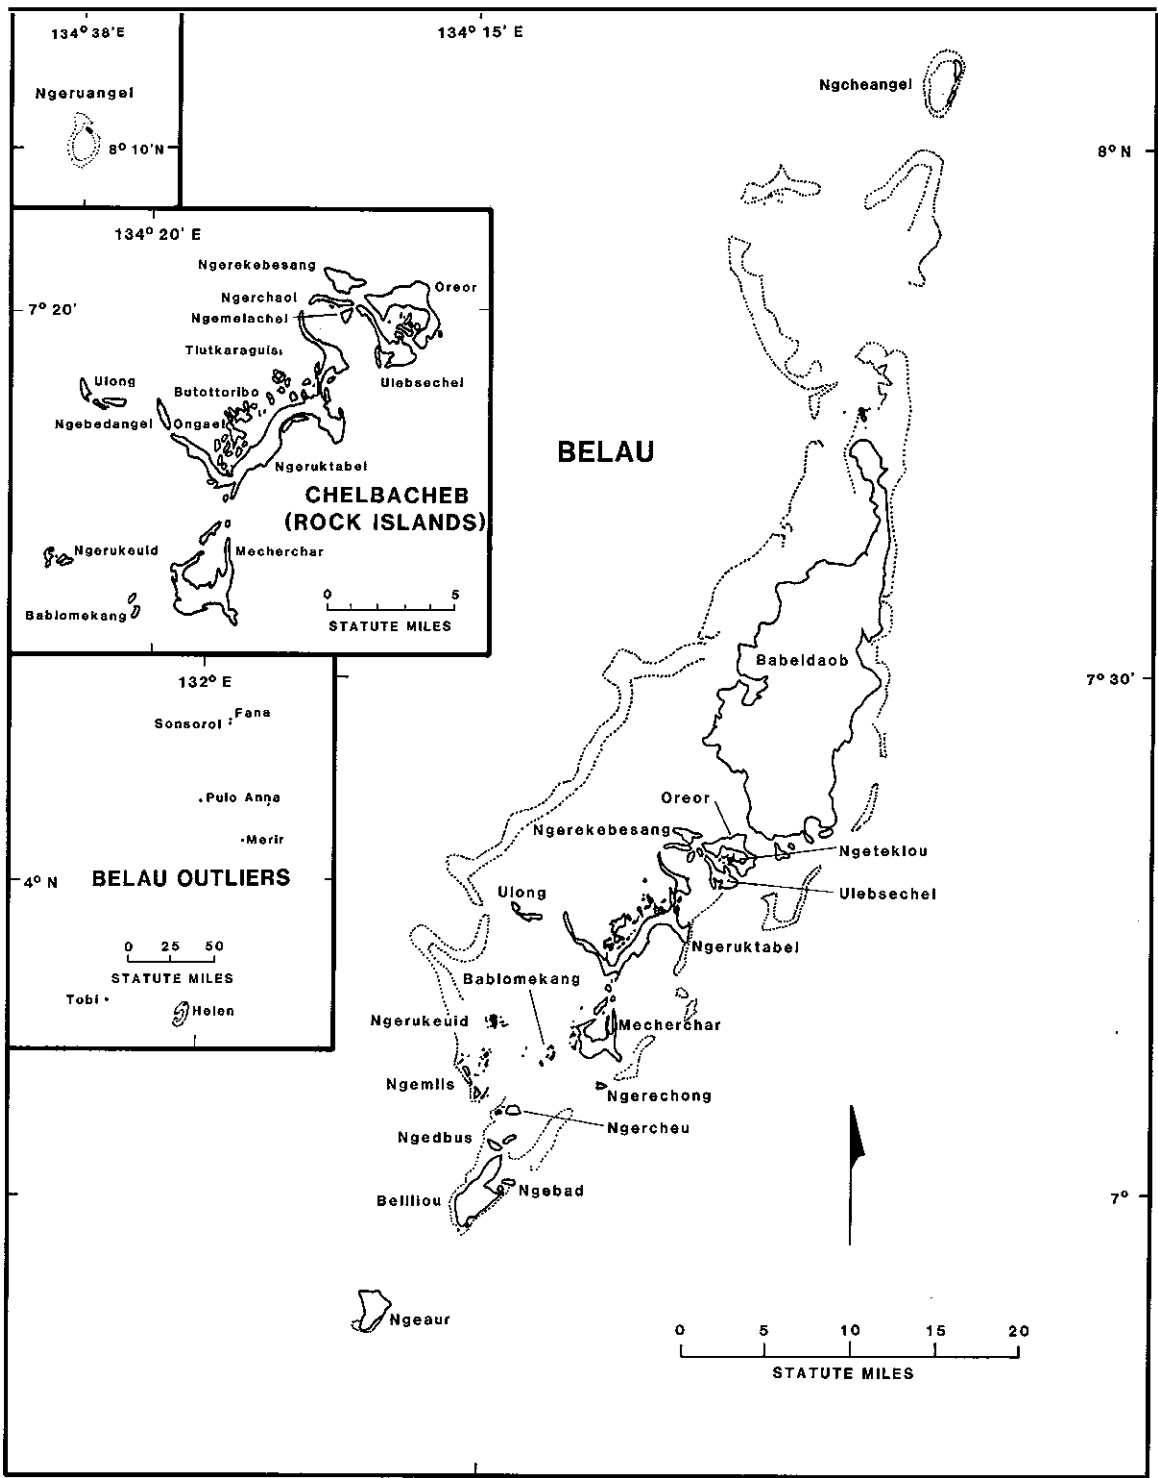 134° 38'E
Ngeruangel
8° 10'N
134° 15' E
Ngcheangel
8° N
134° 20' E
Ngerekebesang
Oreor
Ngerchaol
7° 20'
Ngemelachel
Tlutkaraguis
Ulebsechel
Ulong
Butottoribo
Ngebedangel
Ongael
Ngeruktabel
CHELBACHEB
(ROCK ISLANDS)
Ngerukeuid
Mecherchar
Bablomekang
0 5
STATUTE MILES
BELAU
Babeldaob
7° 30'
132° E
Fana
Sonsorol
Pulo Anna
Merir
4° N
BELAU OUTLIERS
0 25 50
STATUTE MILES
Tobi
Helen
Oreor
Ngerekebesang
Ngeteklou
Ulong
Ulebsechel
Ngeruktabel
Bablomekang
Ngerukeuid
Mecherchar
Ngemlis
Ngerechong
Ngercheu
Ngedbus
Ngebad
Belliou
7°
Ngeaur
0 5 10 15 20
STATUTE MILES